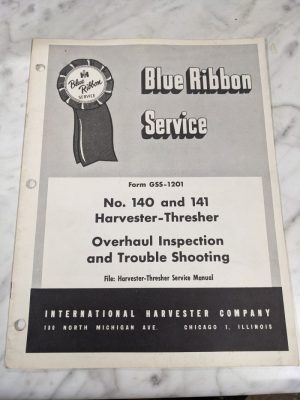 IH
Blue Ribbon
SERVICE
Blue Ribbon
Service
Form GSS-1201
No. 140 and 141
Harvester-Thresher
Overhaul Inspection
and Trouble Shooting
File: Harvester-Thresher Service Manual
INTERNATIONAL HARVESTER COMPANY
180 NORTH MICHIGAN AVE. CHICAGO 1, ILLINOIS